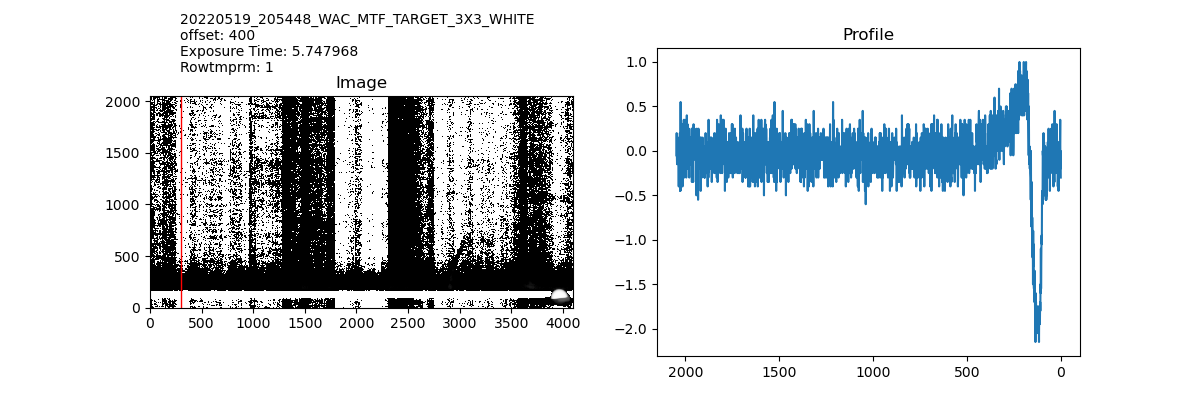 20220519_205448_WAC_MTF_TARGET_3X3_WHITE
offset: 400
Exposure Time: 5.747968
Rowtmprm: 1
Image
2000
1500
1000
500
0
0 500 1000 1500 2000 2500 3000 3500 4000
Profile
1.0
0.5
0.0
−0.5
−1.0
−1.5
−2.0
2000 1500 1000 500 0